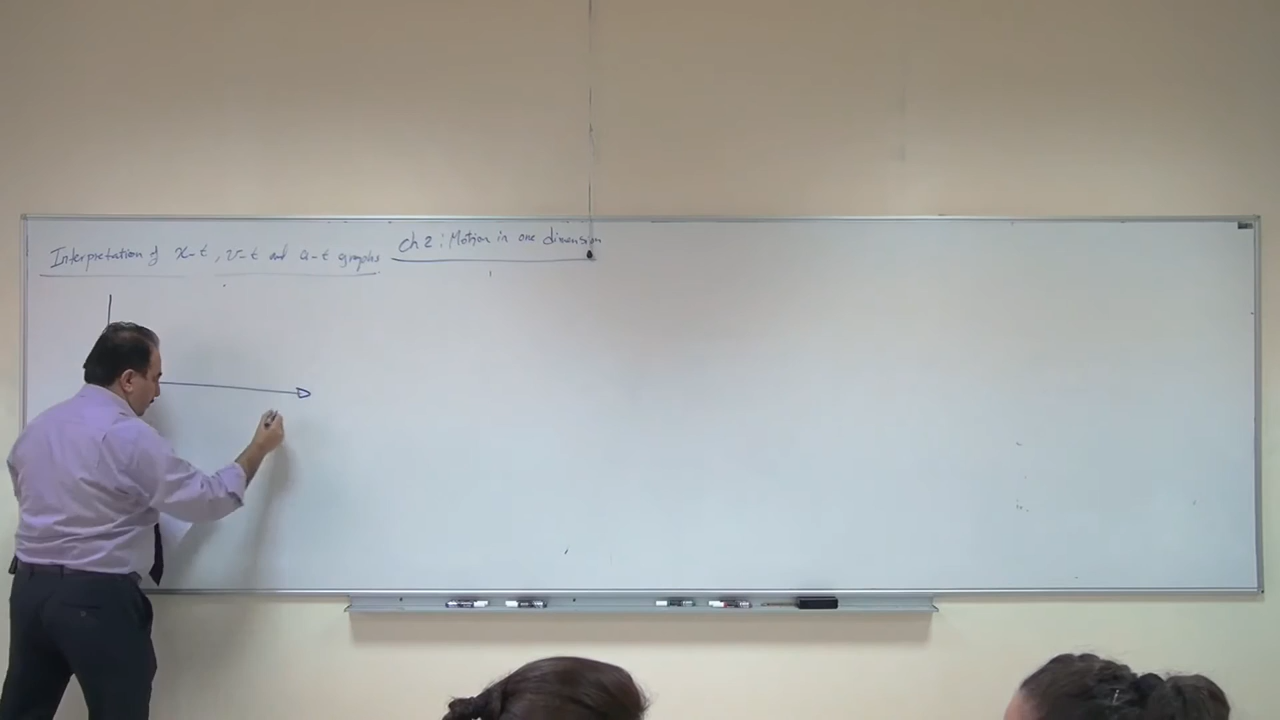 Interpretation of x-t, v-t and a-t graphs
ch 2: Motion in one dimension